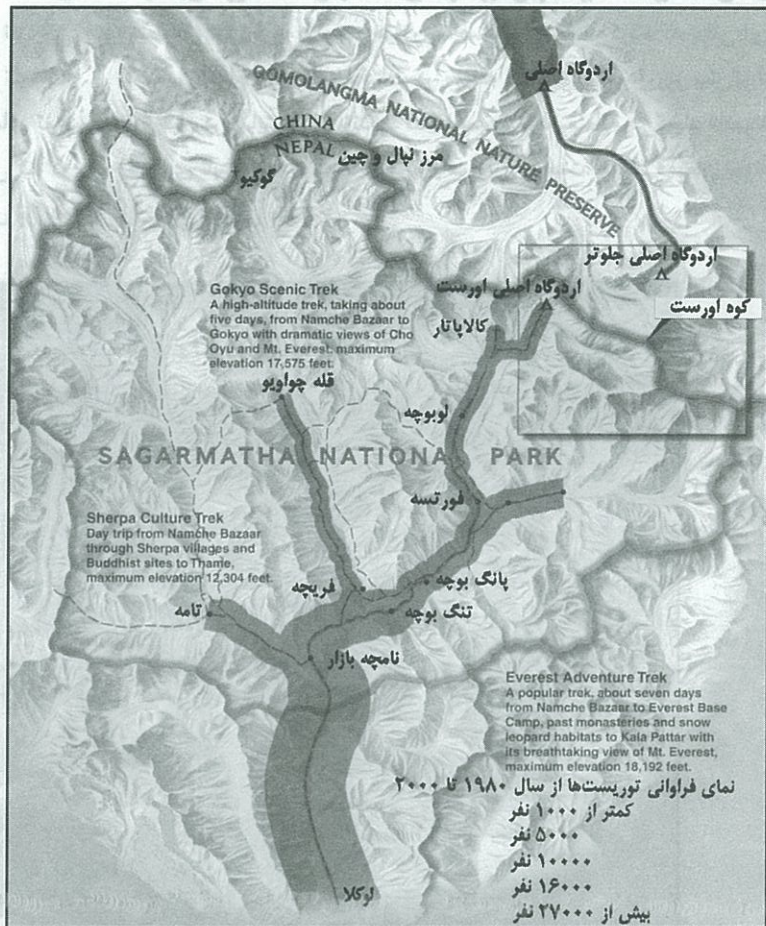 اردوگاه اصلی
QOMOLANGMA NATIONAL NATURE PRESERVE
CHINA
NEPAL
مرز نپال و چین
گوکیو
اردوگاه اصلی جلوتر
اردوگاه اصلی اورست
کوه اورست
Gokyo Scenic Trek
A high-altitude trek, taking about
five days, from Namche Bazaar to
Gokyo with dramatic views of Cho
Oyu and Mt. Everest, maximum
elevation 17,575 feet.
کالاپاتار
قله چواویو
لوبوچه
SAGARMATHA NATIONA PARK
فورتسه
Sherpa Culture Trek
Day trip from Namche Bazaar
through Sherpa villages and
Buddhist sites to Thame,
maximum elevation 12,304 feet.
پانگ بوچه
فریچه
تنگ بوچه
تامه
نامچه بازار
Everest Adventure Trek
A popular trek, about seven days
from Namche Bazaar to Everest Base
Camp, past monasteries and snow
leopard habitats to Kala Pattar with
its breathtaking view of Mt. Everest,
maximum elevation 18,192 feet.
نمای فراوانی توریست‌ها از سال ۱۹۸۰ تا ۲۰۰۰
کمتر از ۱۰۰۰ نفر
۵۰۰۰ نفر
۱۰۰۰۰ نفر
۱۶۰۰۰ نفر
بیش از ۲۷۰۰۰ نفر
لوکلا